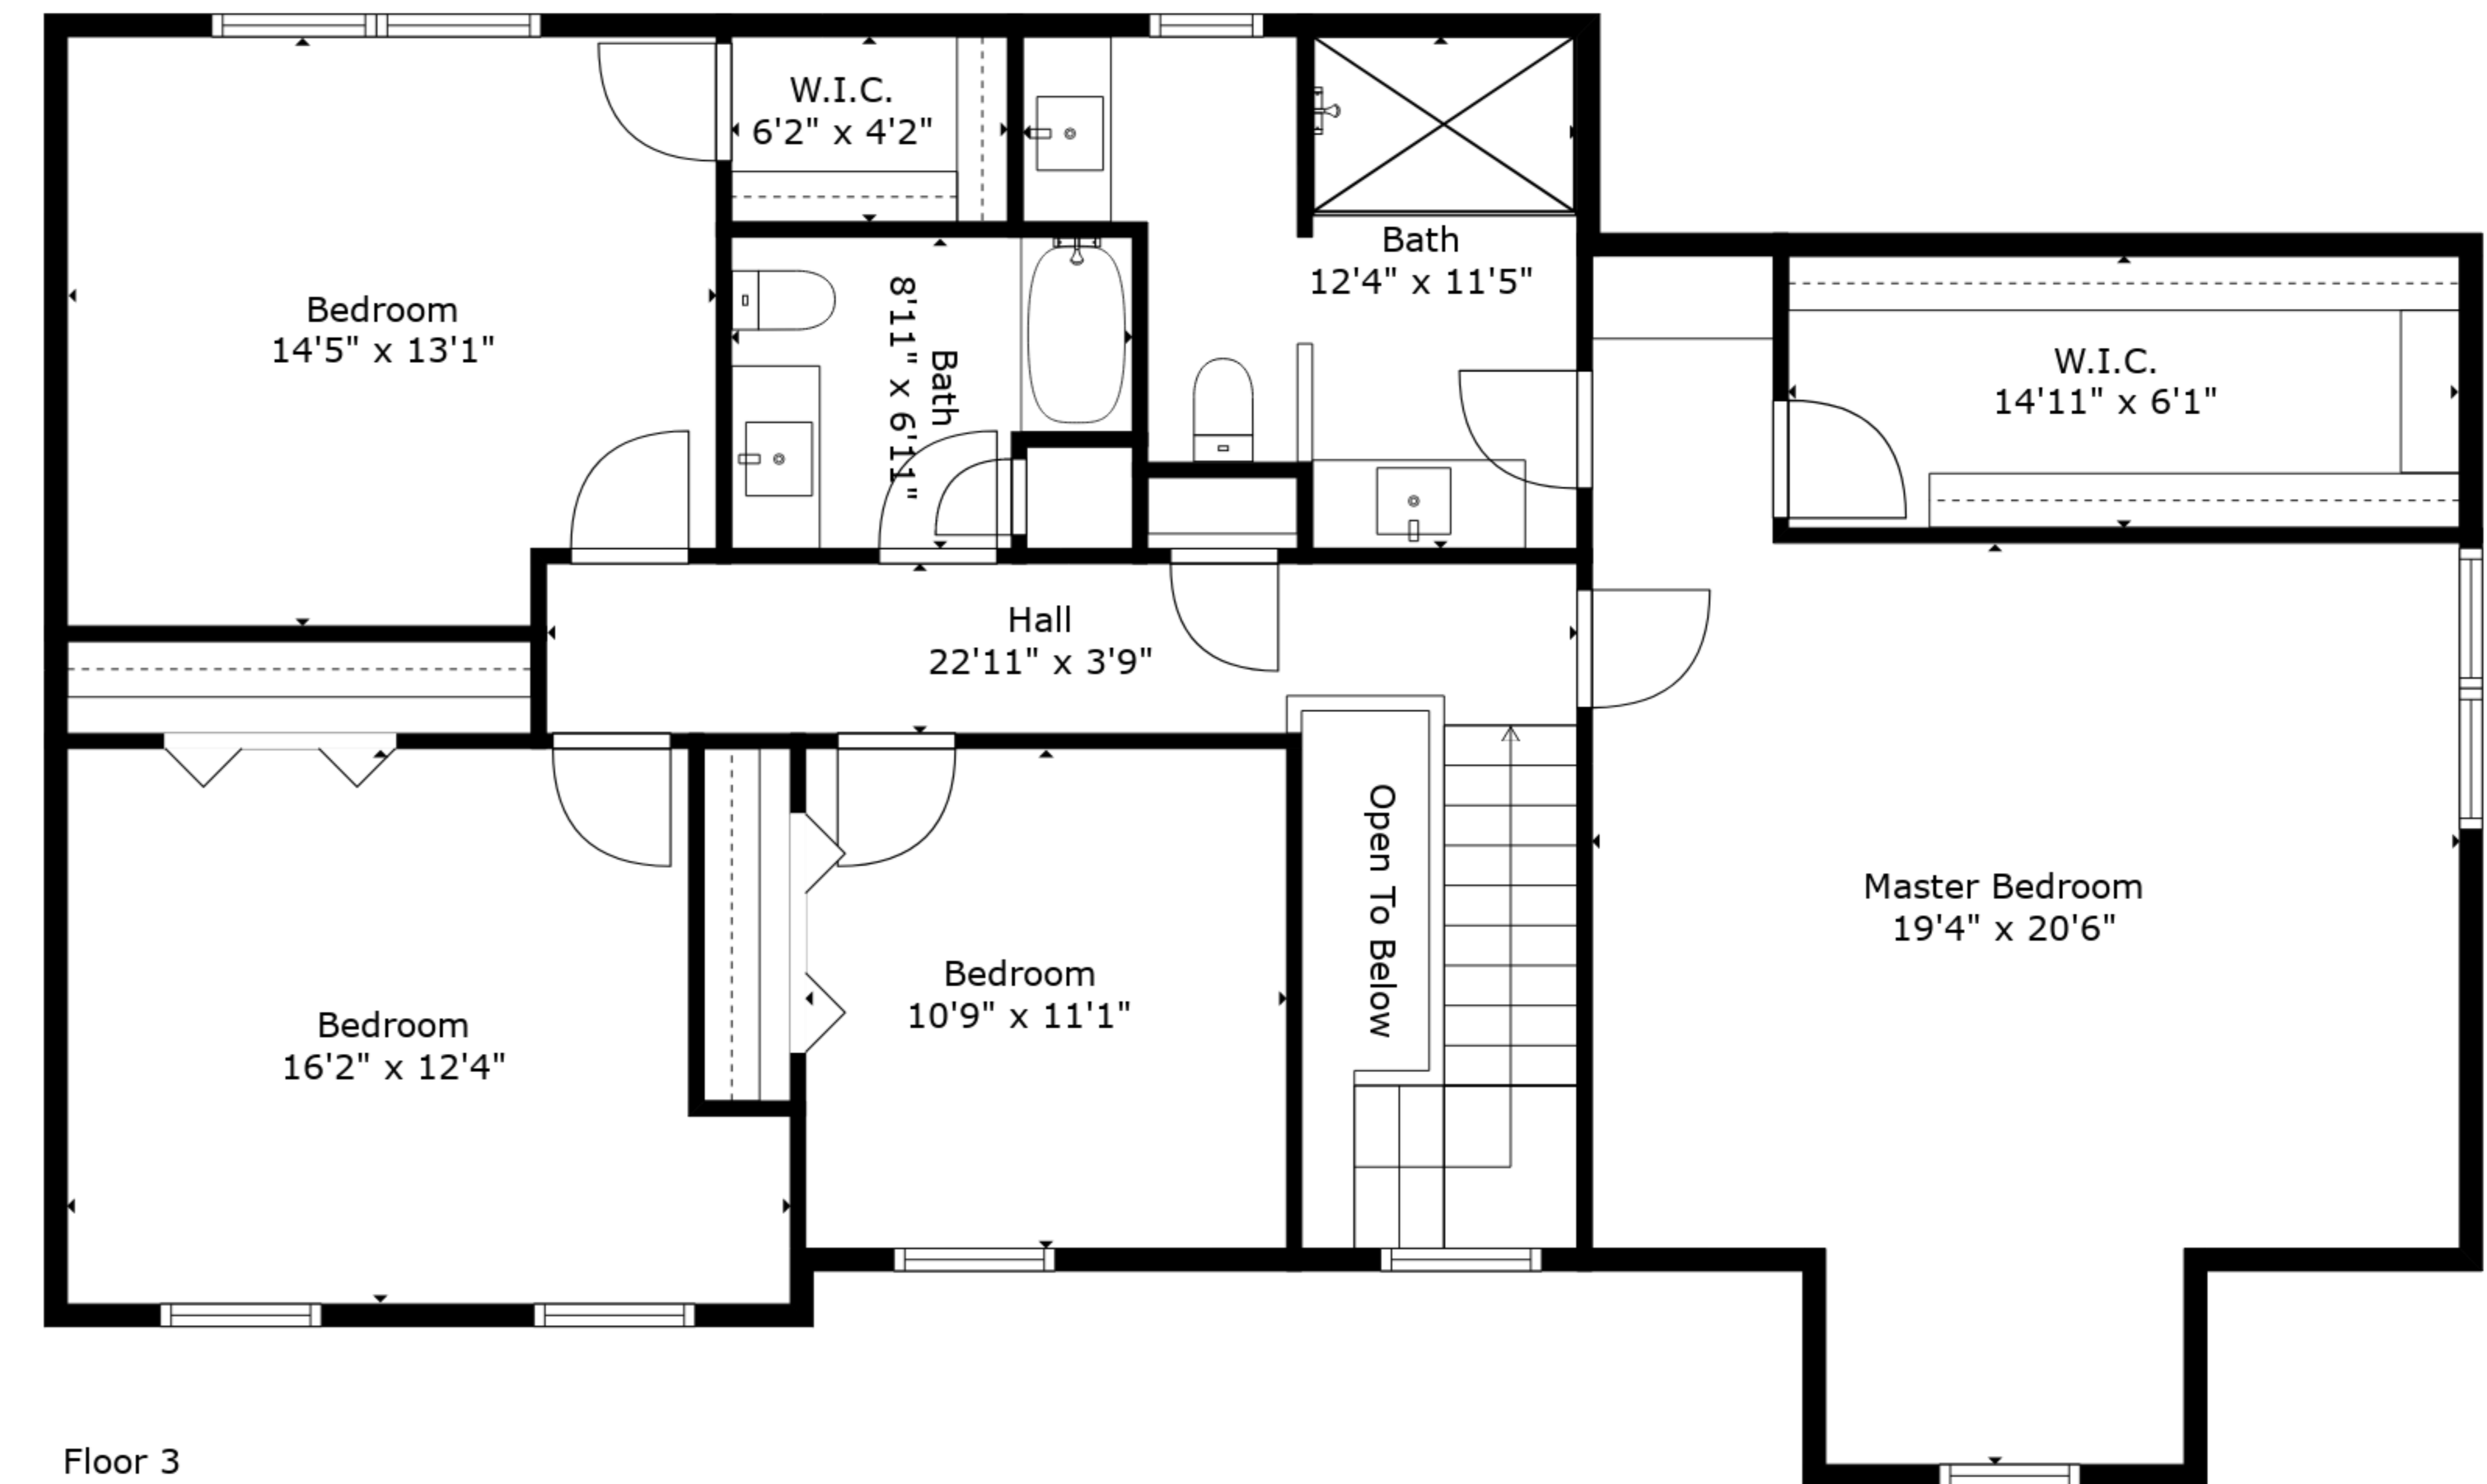 W.I.C.
6'2" x 4'2"
Bath
12'4" x 11'5"
Bedroom
14'5" x 13'1"
Bath
8'11" x 6'11"
W.I.C.
14'11" x 6'1"
Hall
22'11" x 3'9"
Open To Below
Master Bedroom
19'4" x 20'6"
Bedroom
10'9" x 11'1"
Bedroom
16'2" x 12'4"
Floor 3